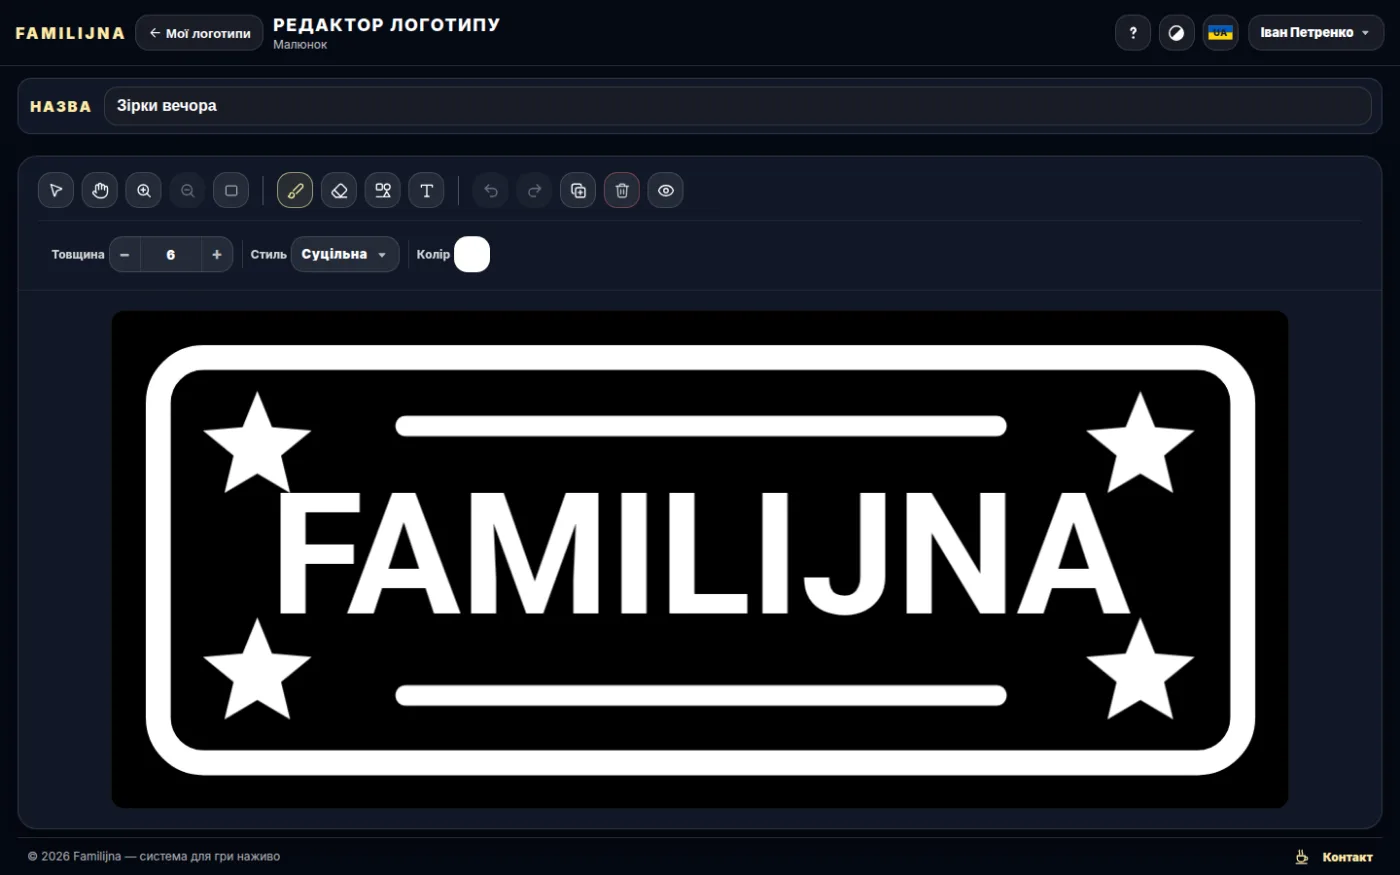 FAMILIJNA
← Мої логотипи
РЕДАКТОР ЛОГОТИПУ
Малюнок
?
UA
Іван Петренко
НАЗВА
Зірки вечора
Товщина
−
6
+
Стиль
Суцільна
Колір
FAMILIJNA
© 2026 Familijna — система для гри наживо
Контакт